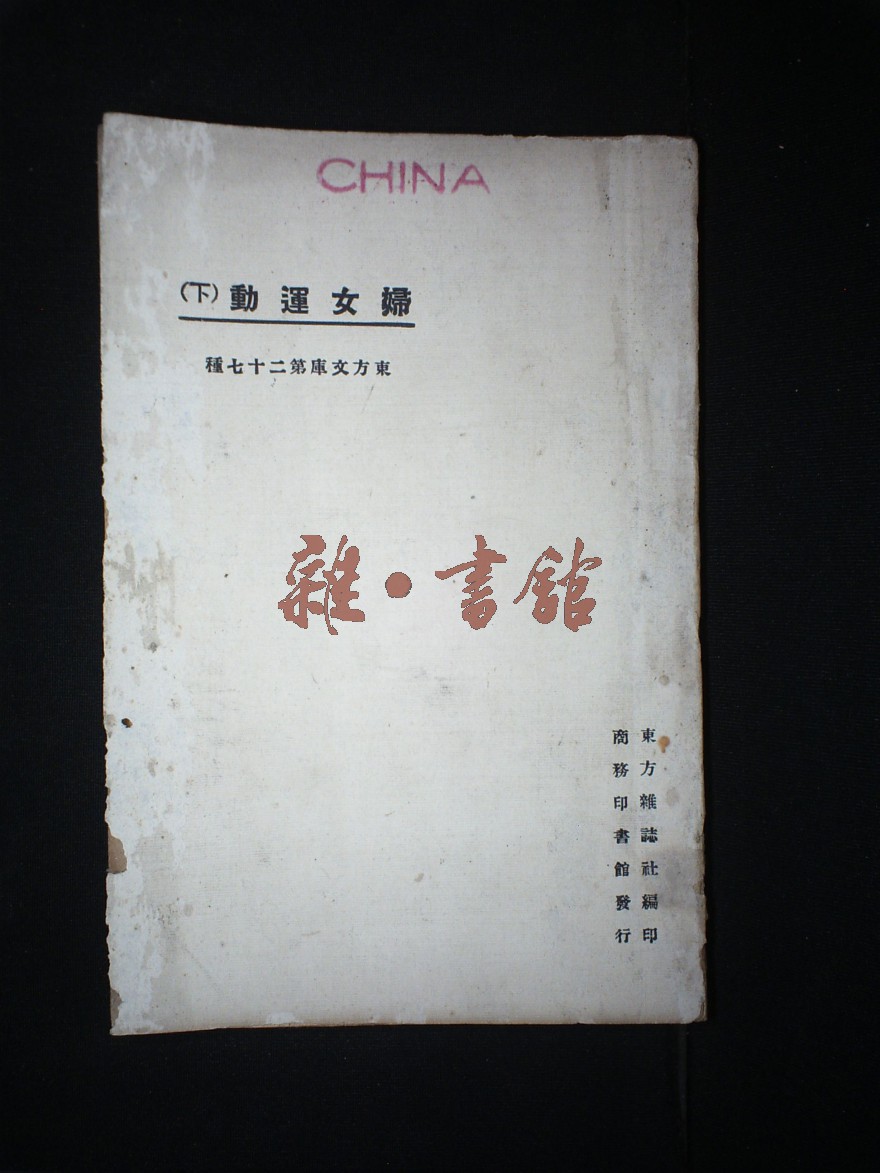 CHINA
婦女運動(下)
東方文庫第二十七種
雜•書館
東方雜誌社編印
商務印書館發行